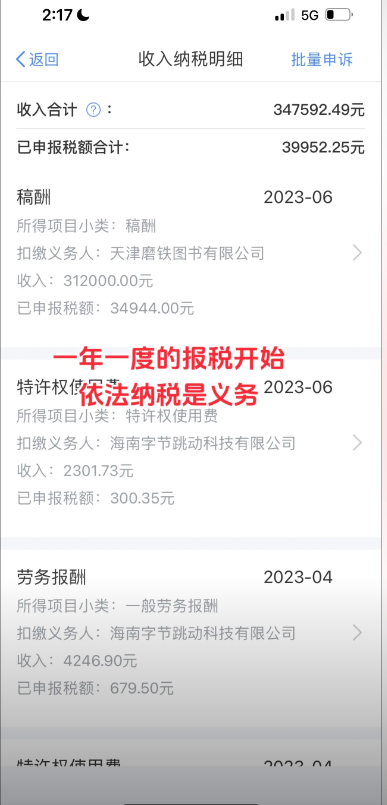 2:17
5G
返回
收入纳税明细
批量申诉
收入合计 ? :
347592.49元
已申报税额合计:
39952.25元
稿酬
2023-06
所得项目小类: 稿酬
扣缴义务人: 天津磨铁图书有限公司
收入: 312000.00元
已申报税额: 34944.00元
一年一度的报税开始
特许权使用费
2023-06
依法纳税是义务
所得项目小类: 特许权使用费
扣缴义务人: 海南字节跳动科技有限公司
收入: 2301.73元
已申报税额: 300.35元
劳务报酬
2023-04
所得项目小类: 一般劳务报酬
扣缴义务人: 海南字节跳动科技有限公司
收入: 4246.90元
已申报税额: 679.50元
特许权使用费
2023-04